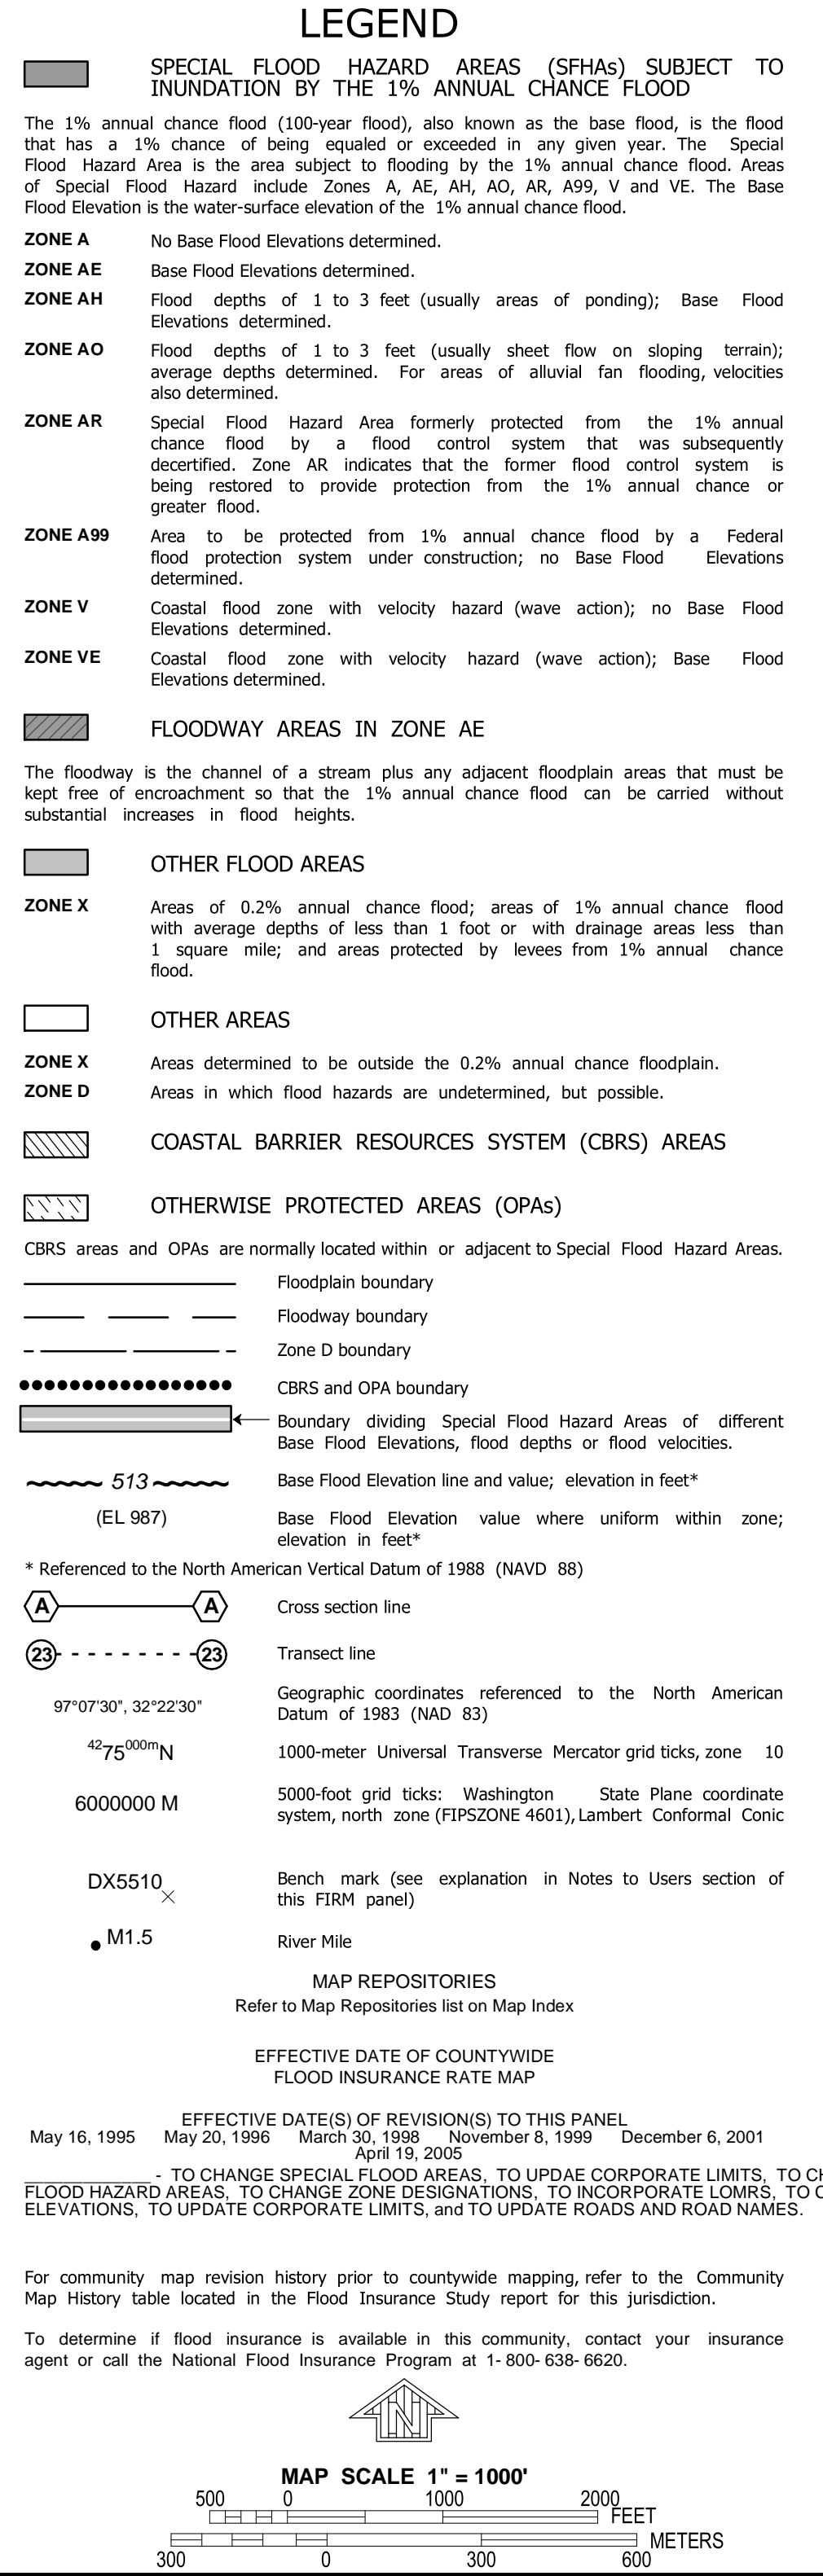 LEGEND
SPECIAL FLOOD HAZARD AREAS (SFHAs) SUBJECT TO
INUNDATION BY THE 1% ANNUAL CHANCE FLOOD
The 1% annual chance flood (100-year flood), also known as the base flood, is the flood
that has a 1% chance of being equaled or exceeded in any given year. The Special
Flood Hazard Area is the area subject to flooding by the 1% annual chance flood. Areas
of Special Flood Hazard include Zones A, AE, AH, AO, AR, A99, V and VE. The Base
Flood Elevation is the water-surface elevation of the 1% annual chance flood.
ZONE A No Base Flood Elevations determined.
ZONE AE Base Flood Elevations determined.
ZONE AH Flood depths of 1 to 3 feet (usually areas of ponding); Base Flood
Elevations determined.
ZONE AO Flood depths of 1 to 3 feet (usually sheet flow on sloping terrain);
average depths determined. For areas of alluvial fan flooding, velocities
also determined.
ZONE AR Special Flood Hazard Area formerly protected from the 1% annual
chance flood by a flood control system that was subsequently
decertified. Zone AR indicates that the former flood control system is
being restored to provide protection from the 1% annual chance or
greater flood.
ZONE A99 Area to be protected from 1% annual chance flood by a Federal
flood protection system under construction; no Base Flood Elevations
determined.
ZONE V Coastal flood zone with velocity hazard (wave action); no Base Flood
Elevations determined.
ZONE VE Coastal flood zone with velocity hazard (wave action); Base Flood
Elevations determined.
FLOODWAY AREAS IN ZONE AE
The floodway is the channel of a stream plus any adjacent floodplain areas that must be
kept free of encroachment so that the 1% annual chance flood can be carried without
substantial increases in flood heights.
OTHER FLOOD AREAS
ZONE X Areas of 0.2% annual chance flood; areas of 1% annual chance flood
with average depths of less than 1 foot or with drainage areas less than
1 square mile; and areas protected by levees from 1% annual chance
flood.
OTHER AREAS
ZONE X Areas determined to be outside the 0.2% annual chance floodplain.
ZONE D Areas in which flood hazards are undetermined, but possible.
COASTAL BARRIER RESOURCES SYSTEM (CBRS) AREAS
OTHERWISE PROTECTED AREAS (OPAs)
CBRS areas and OPAs are normally located within or adjacent to Special Flood Hazard Areas.
Floodplain boundary
Floodway boundary
Zone D boundary
CBRS and OPA boundary
Boundary dividing Special Flood Hazard Areas of different
Base Flood Elevations, flood depths or flood velocities.
513 Base Flood Elevation line and value; elevation in feet*
(EL 987) Base Flood Elevation value where uniform within zone;
elevation in feet*
* Referenced to the North American Vertical Datum of 1988 (NAVD 88)
A A Cross section line
23 23 Transect line
97°07'30", 32°22'30" Geographic coordinates referenced to the North American
Datum of 1983 (NAD 83)
4275000mN 1000-meter Universal Transverse Mercator grid ticks, zone 10
6000000 M 5000-foot grid ticks: Washington State Plane coordinate
system, north zone (FIPSZONE 4601), Lambert Conformal Conic
DX5510 Bench mark (see explanation in Notes to Users section of
this FIRM panel)
M1.5 River Mile
MAP REPOSITORIES
Refer to Map Repositories list on Map Index
EFFECTIVE DATE OF COUNTYWIDE
FLOOD INSURANCE RATE MAP
EFFECTIVE DATE(S) OF REVISION(S) TO THIS PANEL
May 16, 1995 May 20, 1996 March 30, 1998 November 8, 1999 December 6, 2001
April 19, 2005
- TO CHANGE SPECIAL FLOOD AREAS, TO UPDAE CORPORATE LIMITS, TO CH
FLOOD HAZARD AREAS, TO CHANGE ZONE DESIGNATIONS, TO INCORPORATE LOMRS, TO C
ELEVATIONS, TO UPDATE CORPORATE LIMITS, and TO UPDATE ROADS AND ROAD NAMES.
For community map revision history prior to countywide mapping, refer to the Community
Map History table located in the Flood Insurance Study report for this jurisdiction.
To determine if flood insurance is available in this community, contact your insurance
agent or call the National Flood Insurance Program at 1- 800- 638- 6620.
N
MAP SCALE 1" = 1000'
500 0 1000 2000
FEET
METERS
300 0 300 600